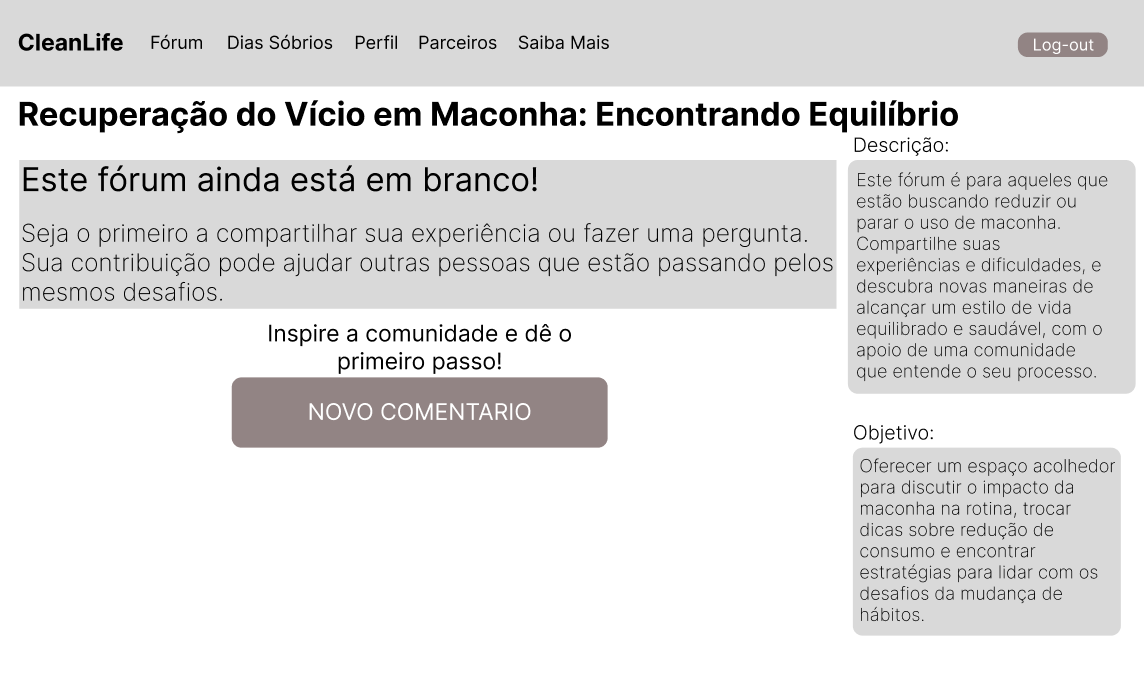 CleanLife Fórum Dias Sóbrios Perfil Parceiros Saiba Mais Log-out
Recuperação do Vício em Maconha: Encontrando Equilíbrio
Este fórum ainda está em branco!
Seja o primeiro a compartilhar sua experiência ou fazer uma pergunta.
Sua contribuição pode ajudar outras pessoas que estão passando pelos
mesmos desafios.
Inspire a comunidade e dê o
primeiro passo!
NOVO COMENTARIO
Descrição:
Este fórum é para aqueles que
estão buscando reduzir ou
parar o uso de maconha.
Compartilhe suas
experiências e dificuldades, e
descubra novas maneiras de
alcançar um estilo de vida
equilibrado e saudável, com o
apoio de uma comunidade
que entende o seu processo.
Objetivo:
Oferecer um espaço acolhedor
para discutir o impacto da
maconha na rotina, trocar
dicas sobre redução de
consumo e encontrar
estratégias para lidar com os
desafios da mudança de
hábitos.